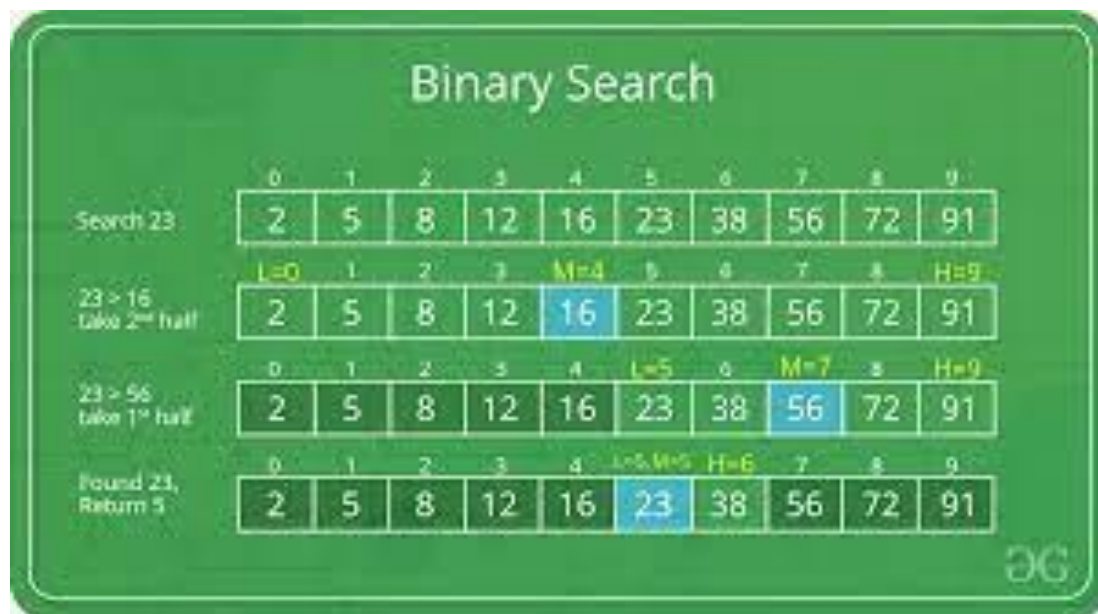 Binary Search
0 1 2 3 4 5 6 7 8 9
Search 23 2 5 8 12 16 23 38 56 72 91
L=0 1 2 3 M=4 5 6 7 8 H=9
23 > 16
take 2nd half
2 5 8 12 16 23 38 56 72 91
0 1 2 3 4 L=5 6 M=7 8 H=9
23 > 56
take 1st half
2 5 8 12 16 23 38 56 72 91
0 1 2 3 4 L=5, M=5 H=6 7 8 9
Found 23,
Return 5
2 5 8 12 16 23 38 56 72 91